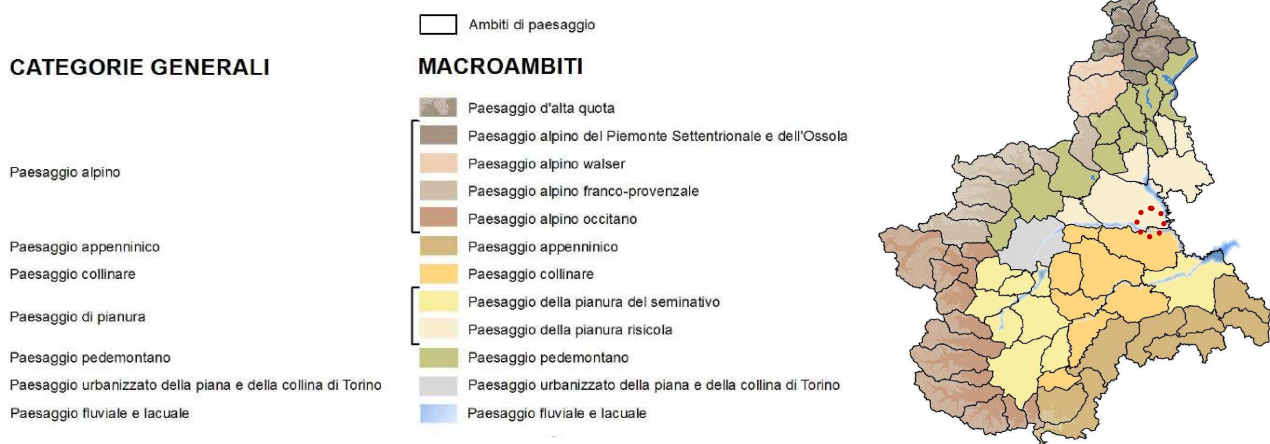 Ambiti di paesaggio
CATEGORIE GENERALI
MACROAMBITI
Paesaggio d'alta quota
Paesaggio alpino del Piemonte Settentrionale e dell'Ossola
Paesaggio alpino
Paesaggio alpino walser
Paesaggio alpino franco-provenzale
Paesaggio alpino occitano
Paesaggio appenninico
Paesaggio appenninico
Paesaggio collinare
Paesaggio collinare
Paesaggio di pianura
Paesaggio della pianura del seminativo
Paesaggio della pianura risicola
Paesaggio pedemontano
Paesaggio pedemontano
Paesaggio urbanizzato della piana e della collina di Torino
Paesaggio urbanizzato della piana e della collina di Torino
Paesaggio fluviale e lacuale
Paesaggio fluviale e lacuale